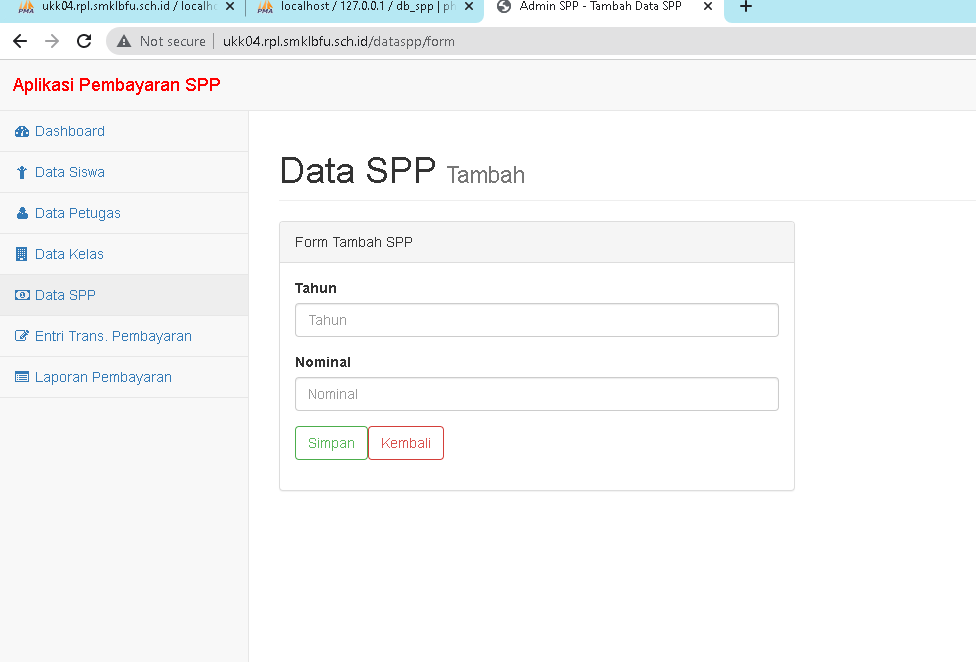 ukk04.rpl.smklbfu.sch.id / localh
localhost / 127.0.0.1 / db_spp | ph
Admin SPP - Tambah Data SPP
Not secure
ukk04.rpl.smklbfu.sch.id/dataspp/form
Aplikasi Pembayaran SPP
Dashboard
Data Siswa
Data Petugas
Data Kelas
Data SPP
Entri Trans. Pembayaran
Laporan Pembayaran
Data SPP Tambah
Form Tambah SPP
Tahun
Tahun
Nominal
Nominal
Simpan
Kembali